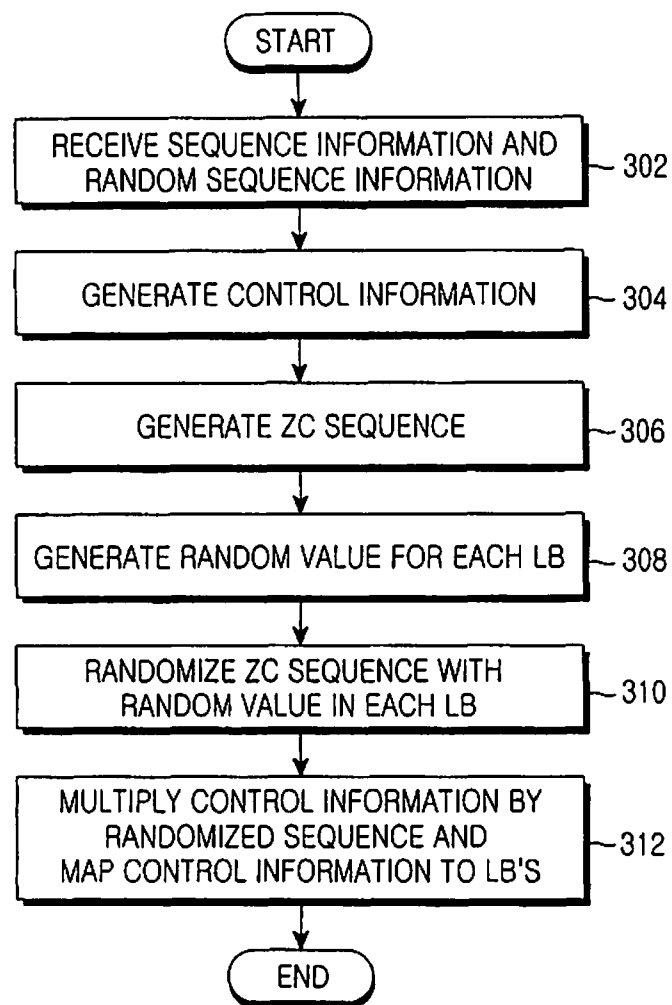 START
RECEIVE SEQUENCE INFORMATION AND
RANDOM SEQUENCE INFORMATION
302
GENERATE CONTROL INFORMATION
304
GENERATE ZC SEQUENCE
306
GENERATE RANDOM VALUE FOR EACH LB
308
RANDOMIZE ZC SEQUENCE WITH
RANDOM VALUE IN EACH LB
310
MULTIPLY CONTROL INFORMATION BY
RANDOMIZED SEQUENCE AND
MAP CONTROL INFORMATION TO LB'S
312
END